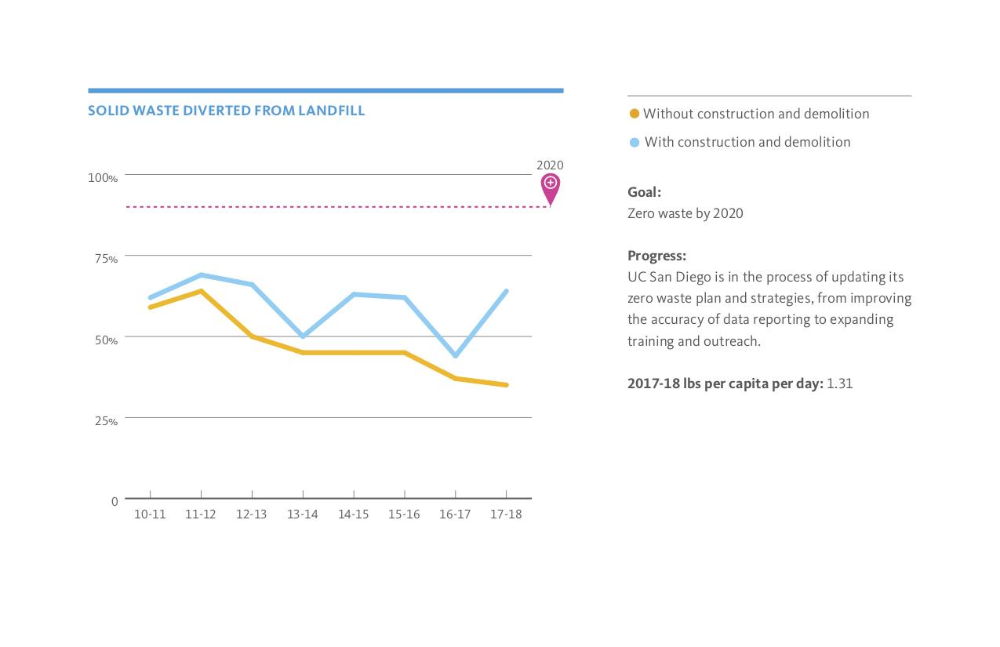 SOLID WASTE DIVERTED FROM LANDFILL
2020
100%
75%
50%
25%
0
10-11 11-12 12-13 13-14 14-15 15-16 16-17 17-18
Without construction and demolition
With construction and demolition
Goal:
Zero waste by 2020
Progress:
UC San Diego is in the process of updating its
zero waste plan and strategies, from improving
the accuracy of data reporting to expanding
training and outreach.
2017-18 lbs per capita per day: 1.31